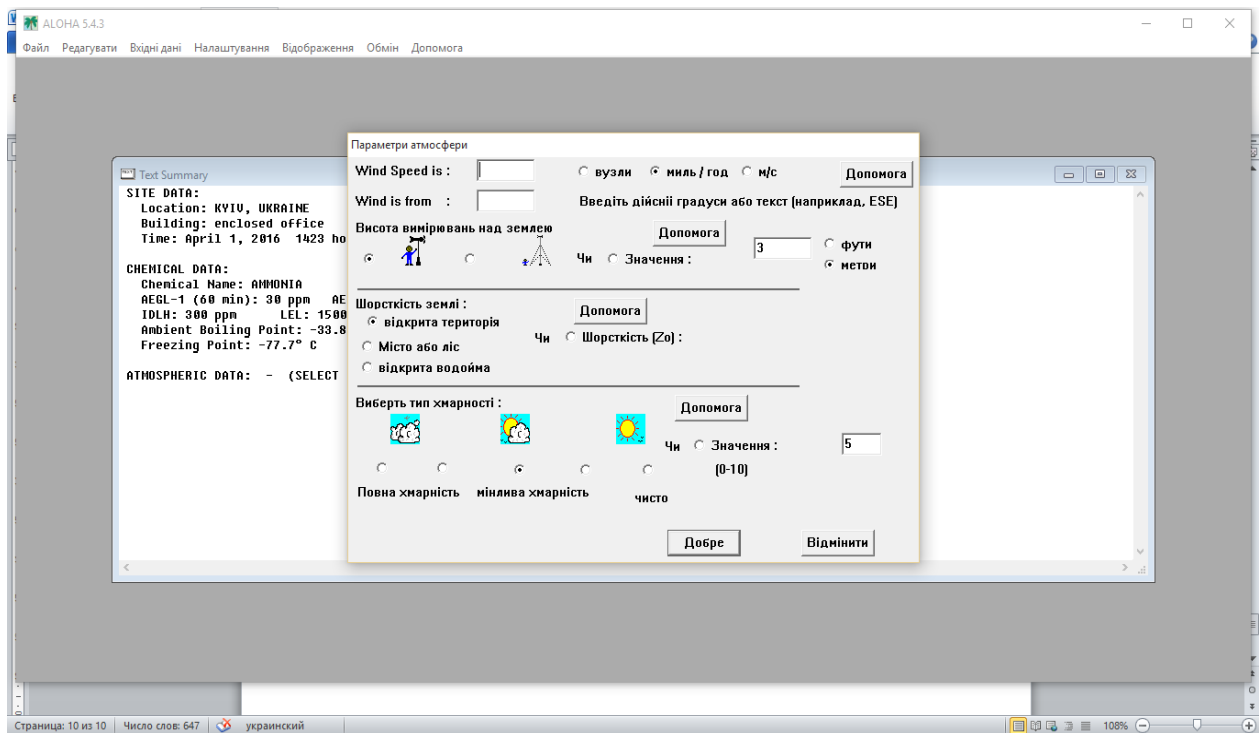 ALOHA 5.4.3
Файл Редагувати Вхідні дані Налаштування Відображення Обмін Допомога
Text Summary
SITE DATA:
Location: KYIV, UKRAINE
Building: enclosed office
Time: April 1, 2016 1423 ho
CHEMICAL DATA:
Chemical Name: AMMONIA
AEGL-1 (60 min): 30 ppm AE
IDLH: 300 ppm LEL: 1500
Ambient Boiling Point: -33.8
Freezing Point: -77.7° C
ATMOSPHERIC DATA: - (SELECT
Параметри атмосфери
Wind Speed is : вузли миль / год м/с Допомога
Wind is from : Введіть дійсніі градуси або текст (наприклад, ESE)
Висота вимірювань над землею Допомога
Чи Значення : 3 фути
метри
Шорсткість землі : Допомога
відкрита територія
Чи Шорсткість (Zo) :
Місто або ліс
відкрита водойма
Виберть тип хмарності : Допомога
Чи Значення : 5
(0-10)
Повна хмарність мінлива хмарність чисто
Добре Відмінити
Страница: 10 из 10 Число слов: 647 украинский 108%